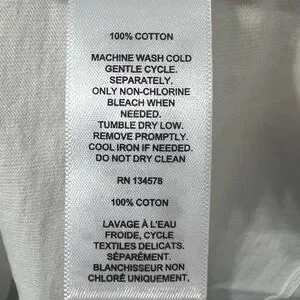 100% COTTON
MACHINE WASH COLD
GENTLE CYCLE.
SEPARATELY.
ONLY NON-CHLORINE
BLEACH WHEN
NEEDED.
TUMBLE DRY LOW.
REMOVE PROMPTLY.
COOL IRON IF NEEDED.
DO NOT DRY CLEAN
RN 134578
100% COTON
LAVAGE À L'EAU
FROIDE, CYCLE
TEXTILES DELICATS.
SÉPARÉMENT.
BLANCHISSEUR NON
CHLORÉ UNIQUEMENT,